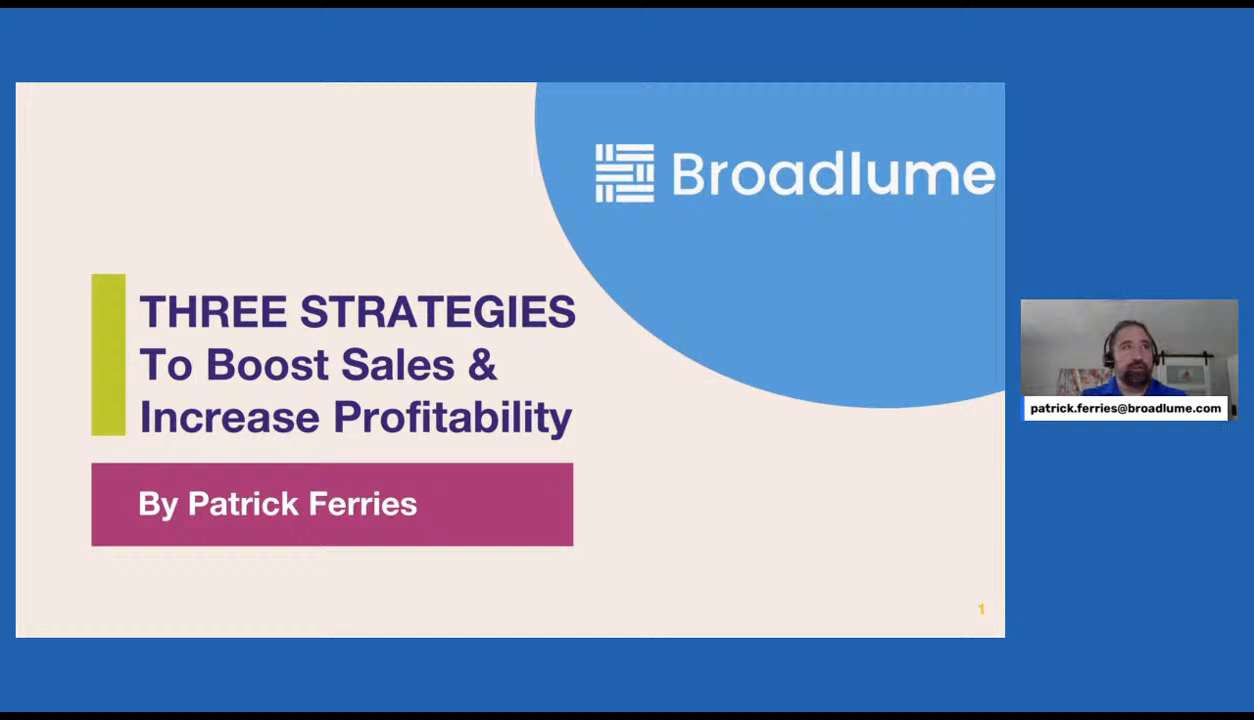 Broadlume
THREE STRATEGIES
To Boost Sales &
Increase Profitability
By Patrick Ferries
1
patrick.ferries@broadlume.com